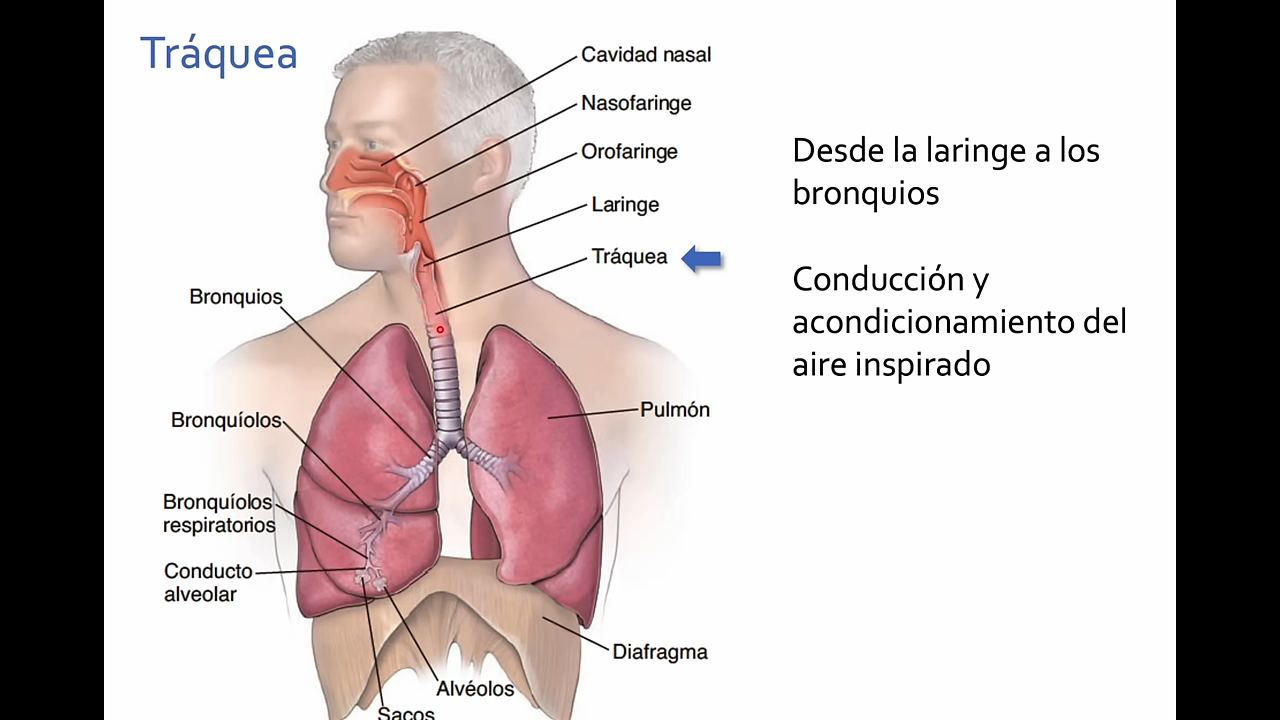 Tráquea
Cavidad nasal
Nasofaringe
Orofaringe
Laringe
Tráquea
Bronquios
Bronquíolos
Bronquíolos
respiratorios
Conducto
alveolar
Pulmón
Diafragma
Alvéolos
Sacos
Desde la laringe a los
bronquios
Conducción y
acondicionamiento del
aire inspirado